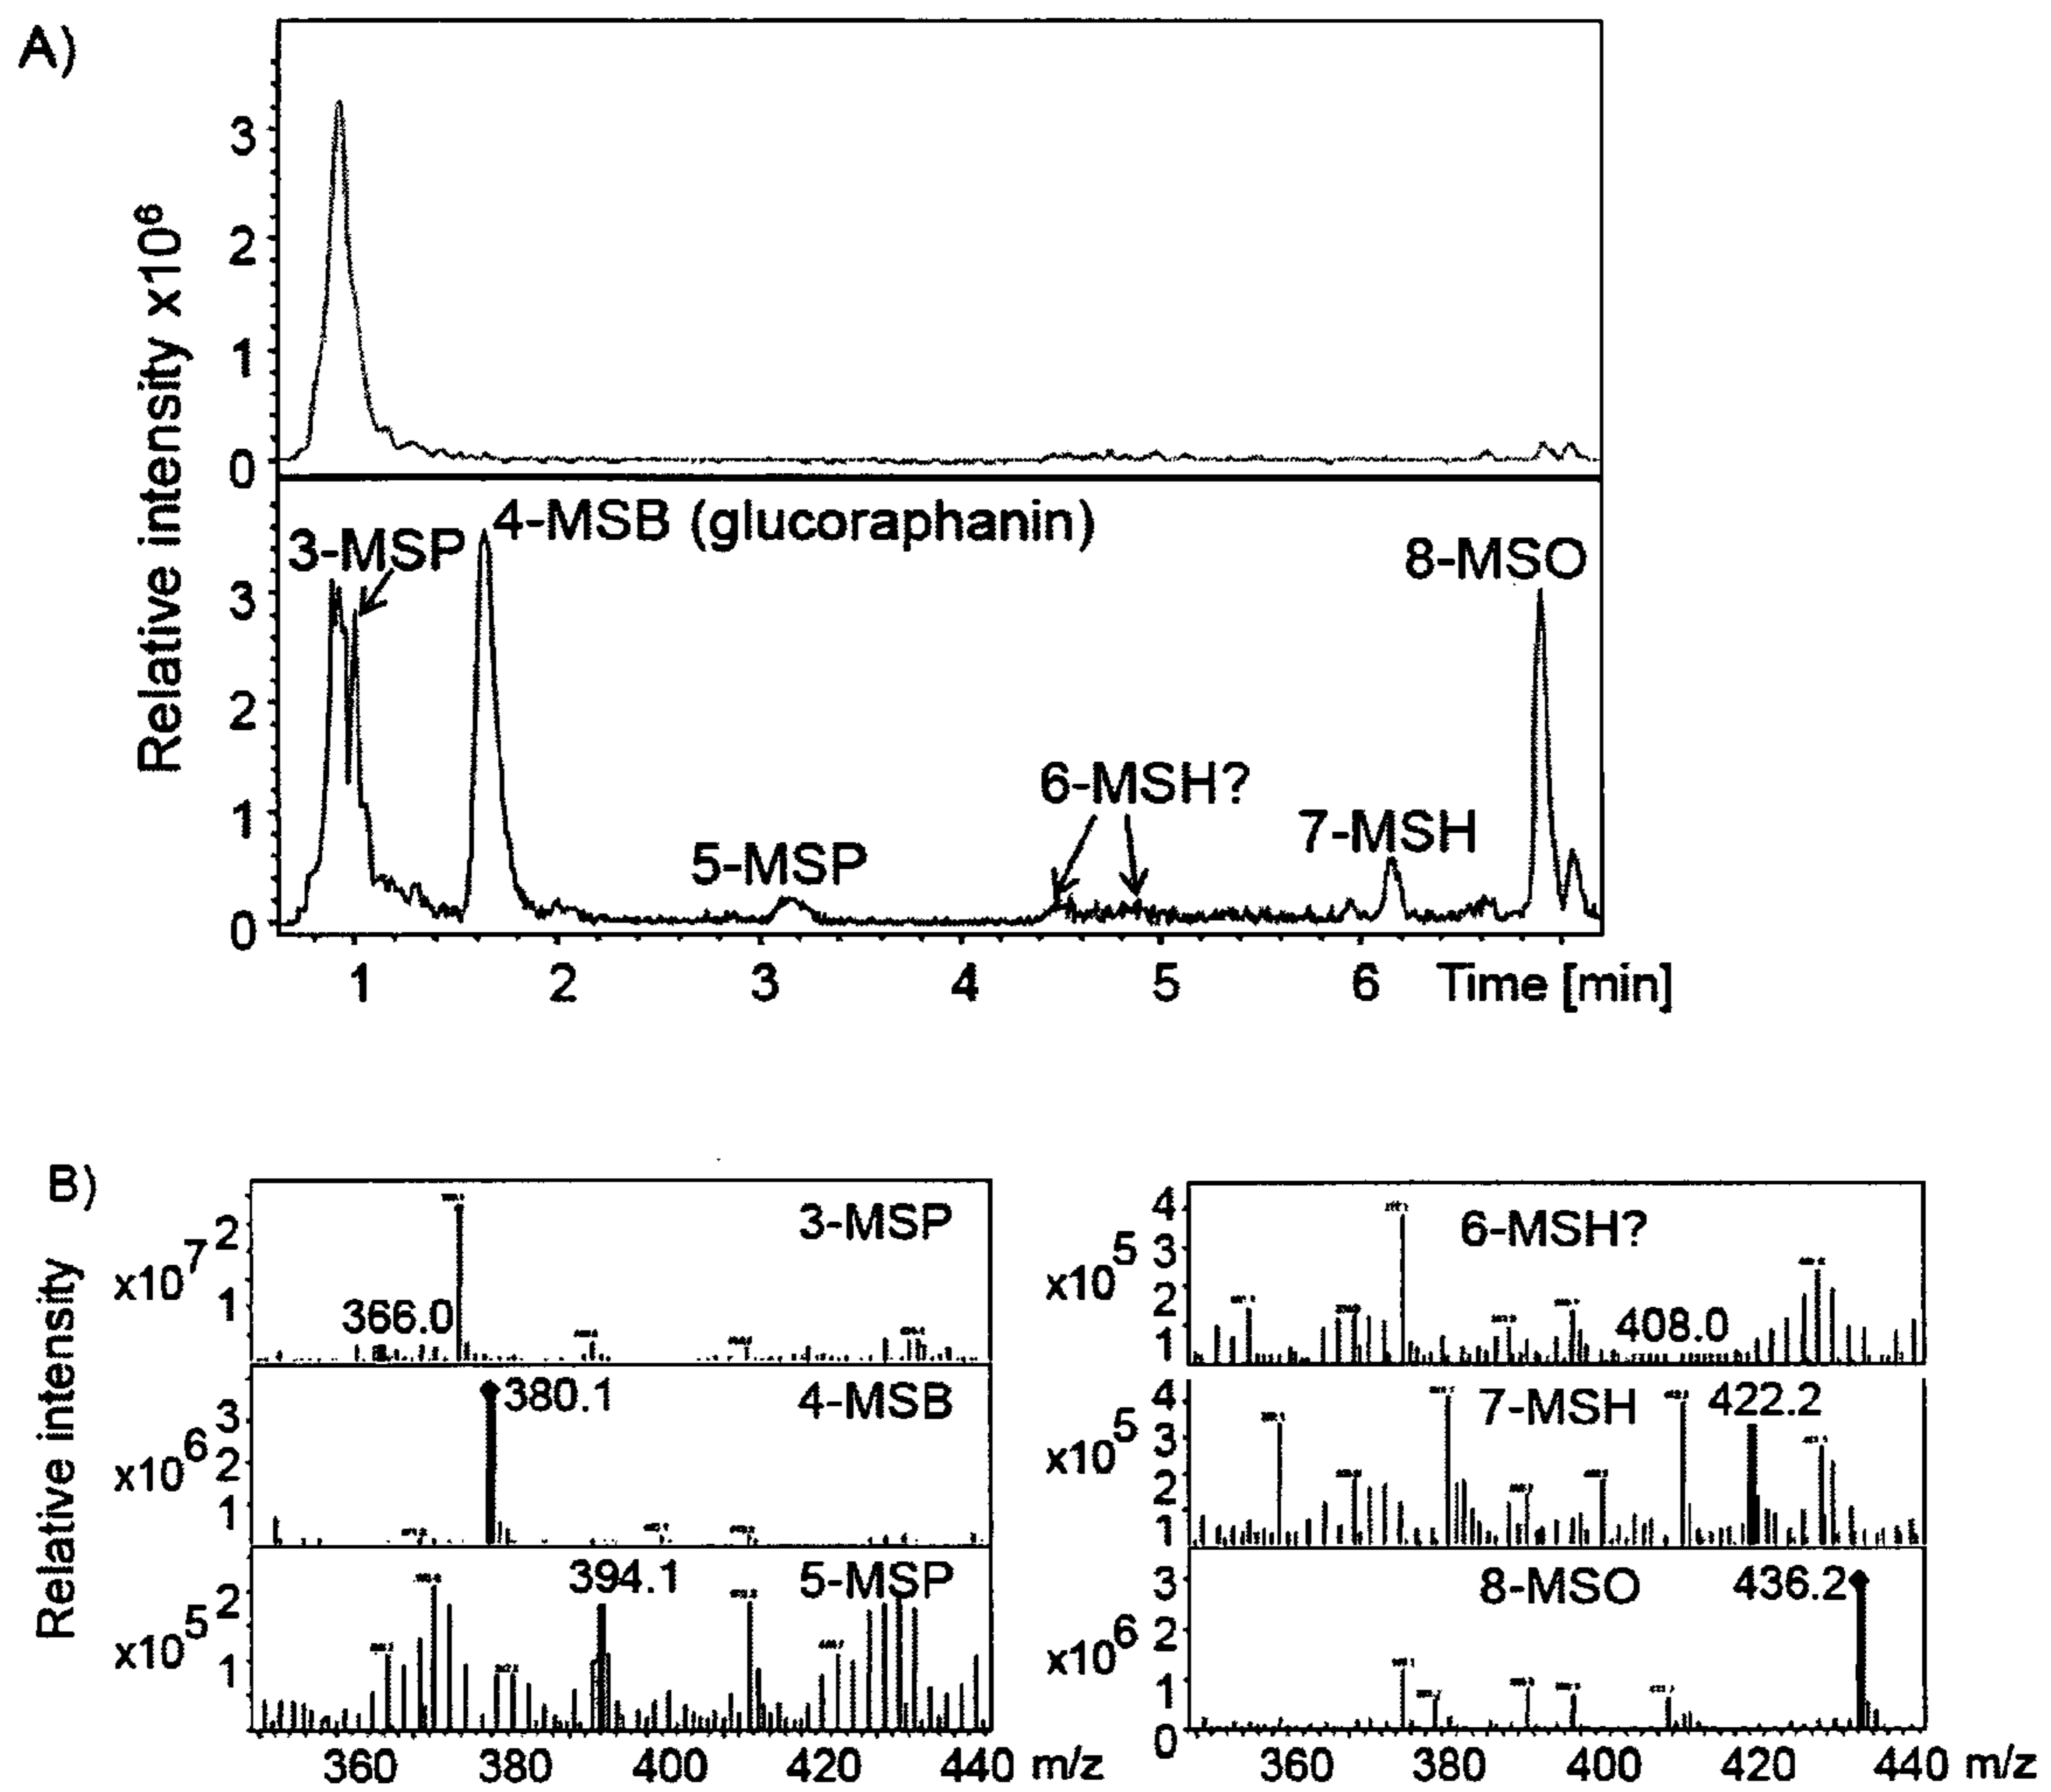 A)
Relative intensity x10⁶
3
2
1
0
3-MSP
4-MSB (glucoraphanin)
8-MSO
6-MSH?
7-MSH
5-MSP
3
2
1
0
1 2 3 4 5 6 Time [min]
B)
Relative intensity
x10⁷
2
1
366.0
3-MSP
x10⁶
3
2
1
380.1
4-MSB
x10⁵
2
1
394.1
5-MSP
360 380 400 420 440 m/z
x10⁵
4
3
2
1
6-MSH?
408.0
x10⁵
4
3
2
1
7-MSH
422.2
x10⁶
3
2
1
0
8-MSO
436.2
360 380 400 420 440 m/z